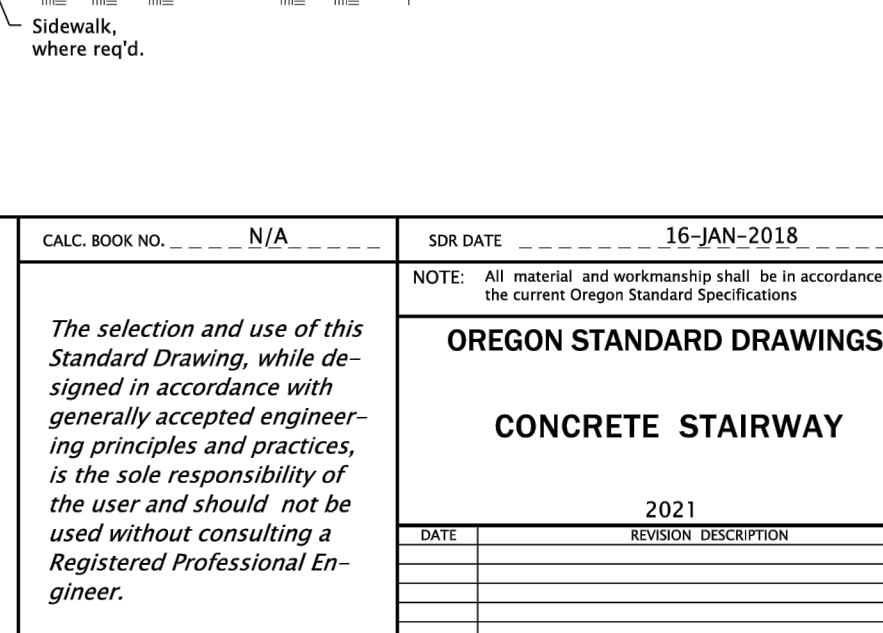 Sidewalk,
where req'd.
CALC. BOOK NO. _ _ _ _ N/A_ _ _ _ _
SDR DATE _ _ _ _ _ _ _ 16-JAN-2018_ _ _ _
NOTE: All material and workmanship shall be in accordance
the current Oregon Standard Specifications
The selection and use of this
Standard Drawing, while de-
signed in accordance with
generally accepted engineer-
ing principles and practices,
is the sole responsibility of
the user and should not be
used without consulting a
Registered Professional En-
gineer.
OREGON STANDARD DRAWINGS
CONCRETE STAIRWAY
2021
DATE REVISION DESCRIPTION